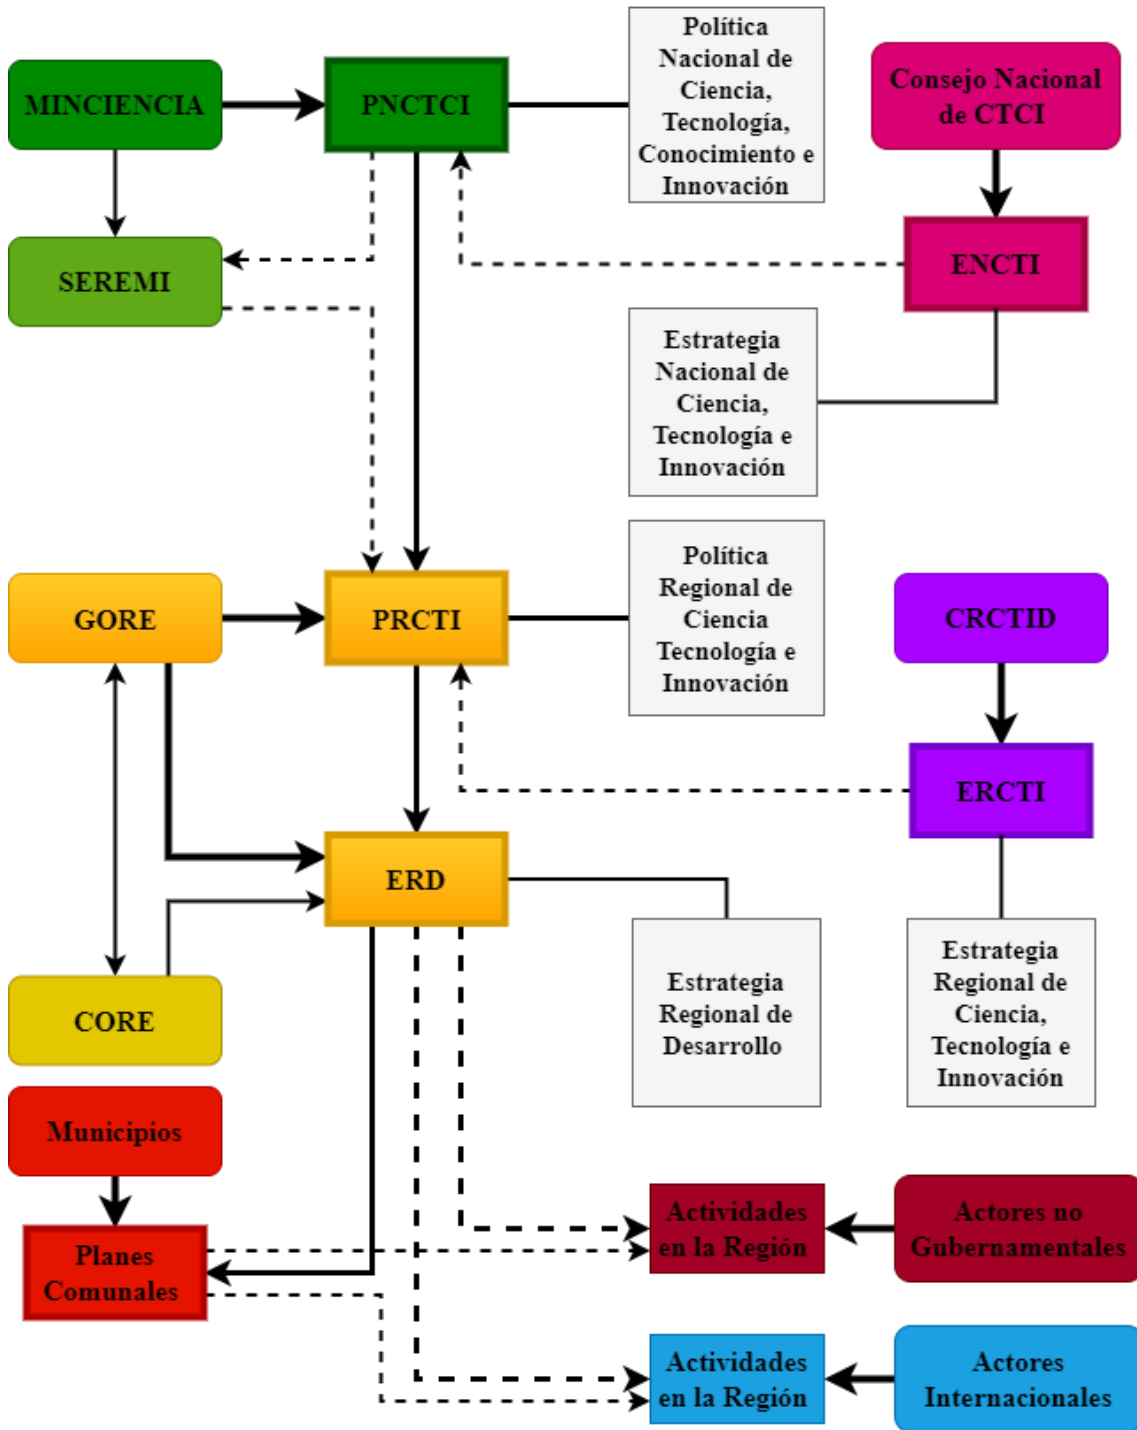 MINCIENCIA
PNCTCI
Política
Nacional de
Ciencia,
Tecnología,
Conocimiento e
Innovación
Consejo Nacional
de CTCI
SEREMI
ENCTI
Estrategia
Nacional de
Ciencia,
Tecnología e
Innovación
GORE
PRCTI
Política
Regional de
Ciencia
Tecnología e
Innovación
CRCTID
ERCTI
ERD
Estrategia
Regional de
Desarrollo
Estrategia
Regional de
Ciencia,
Tecnología e
Innovación
CORE
Municipios
Planes
Comunales
Actividades
en la Región
Actores no
Gubernamentales
Actividades
en la Región
Actores
Internacionales